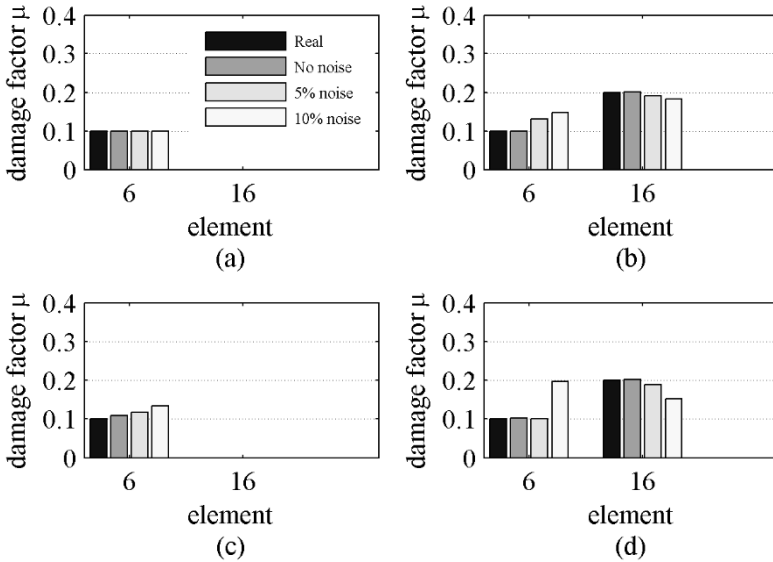 damage factor μ
0.4
0.3
0.2
0.1
0
Real
No noise
5% noise
10% noise
6 16
element
(a)
damage factor μ
0.4
0.3
0.2
0.1
0
6 16
element
(b)
damage factor μ
0.4
0.3
0.2
0.1
0
6 16
element
(c)
damage factor μ
0.4
0.3
0.2
0.1
0
6 16
element
(d)